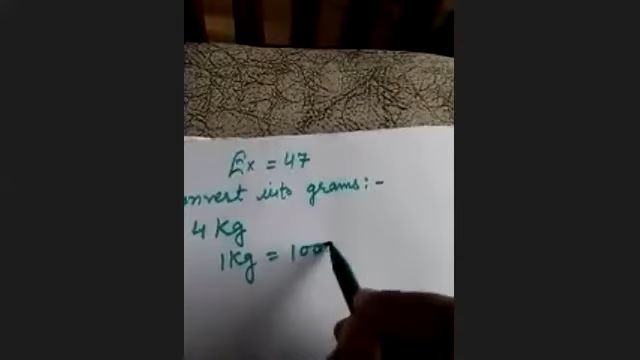 Ex = 47
onvert into grams:-
4 Kg
1Kg = 100